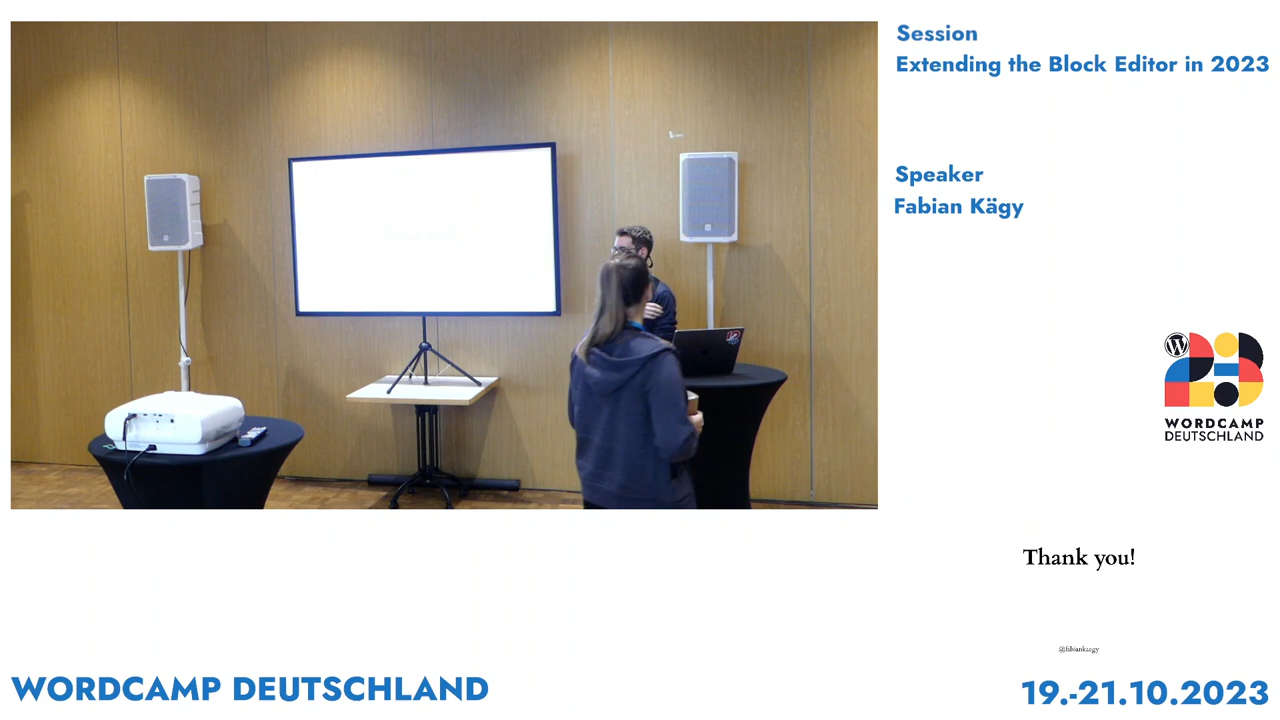 Session
Extending the Block Editor in 2023
Speaker
Fabian Kägy
WORDCAMP
DEUTSCHLAND
Thank you!
@fabiankaegy
WORDCAMP DEUTSCHLAND
19.-21.10.2023